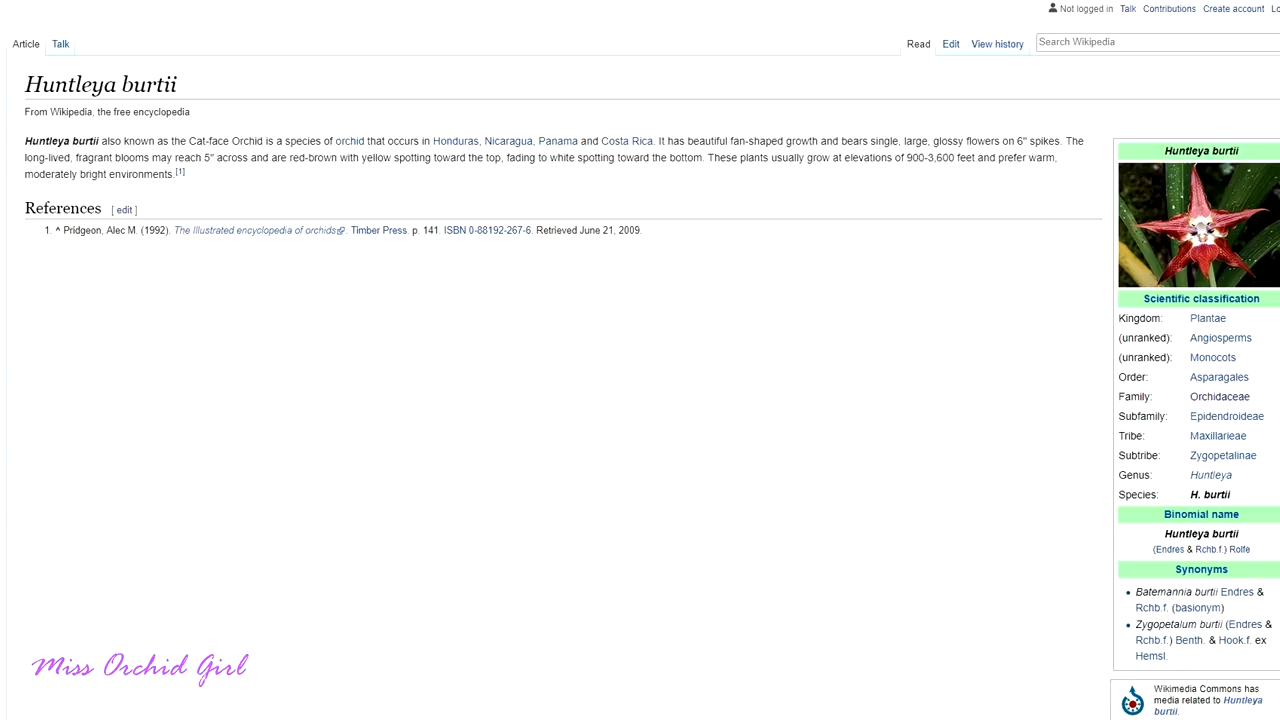 Not logged in Talk Contributions Create account
Article Talk
Read Edit View history Search Wikipedia
Huntleya burtii
From Wikipedia, the free encyclopedia
Huntleya burtii also known as the Cat-face Orchid is a species of orchid that occurs in Honduras, Nicaragua, Panama and Costa Rica. It has beautiful fan-shaped growth and bears single, large, glossy flowers on 6" spikes. The
long-lived, fragrant blooms may reach 5" across and are red-brown with yellow spotting toward the top, fading to white spotting toward the bottom. These plants usually grow at elevations of 900-3,600 feet and prefer warm,
moderately bright environments.[1]
References [ edit ]
1. ^ Pridgeon, Alec M. (1992). The Illustrated encyclopedia of orchids. Timber Press. p. 141. ISBN 0-88192-267-6. Retrieved June 21, 2009.
Huntleya burtii
Scientific classification
Kingdom: Plantae
(unranked): Angiosperms
(unranked): Monocots
Order: Asparagales
Family: Orchidaceae
Subfamily: Epidendroideae
Tribe: Maxillarieae
Subtribe: Zygopetalinae
Genus: Huntleya
Species: H. burtii
Binomial name
Huntleya burtii
(Endres & Rchb.f.) Rolfe
Synonyms
• Batemannia burtii Endres &
Rchb.f. (basionym)
• Zygopetalum burtii (Endres &
Rchb.f.) Benth. & Hook.f. ex
Hemsl.
Wikimedia Commons has
media related to Huntleya
burtii.
Miss Orchid Girl